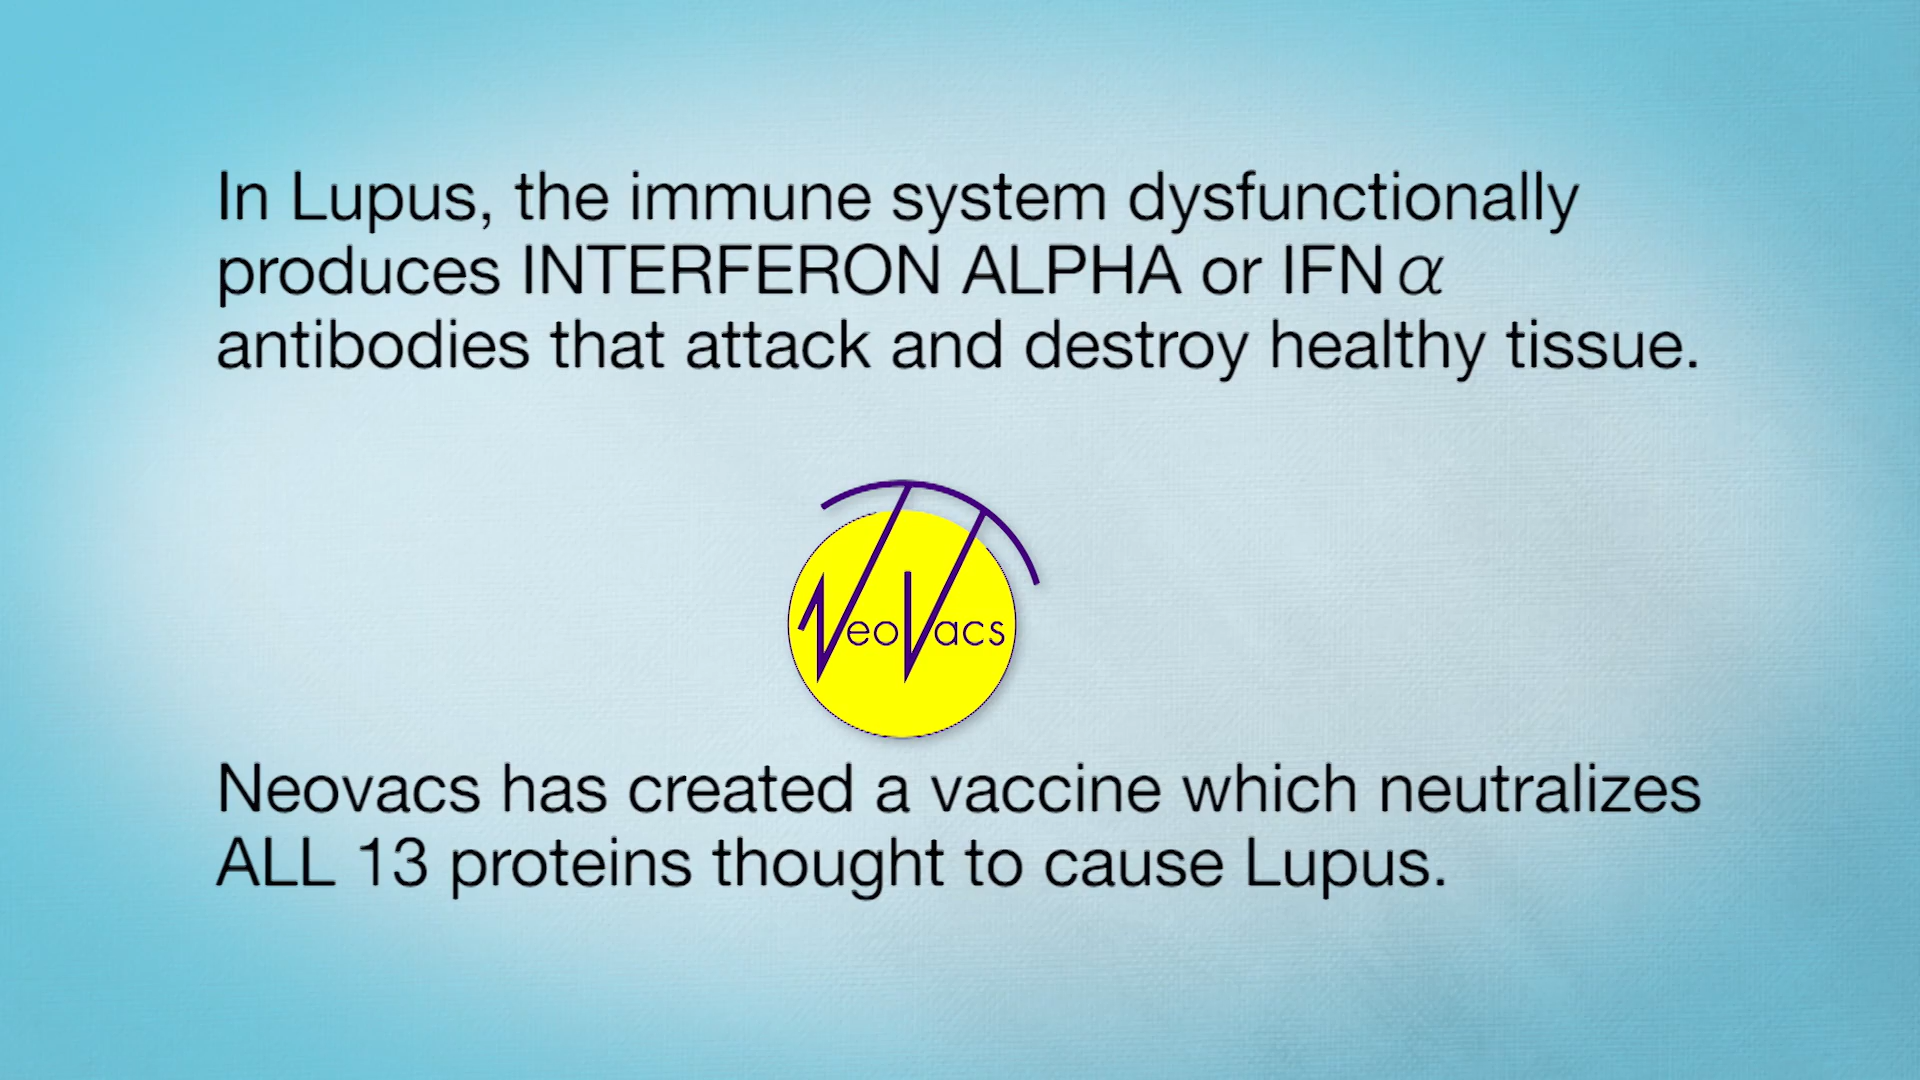 In Lupus, the immune system dysfunctionally
produces INTERFERON ALPHA or IFN α
antibodies that attack and destroy healthy tissue.
NeoVacs
Neovacs has created a vaccine which neutralizes
ALL 13 proteins thought to cause Lupus.